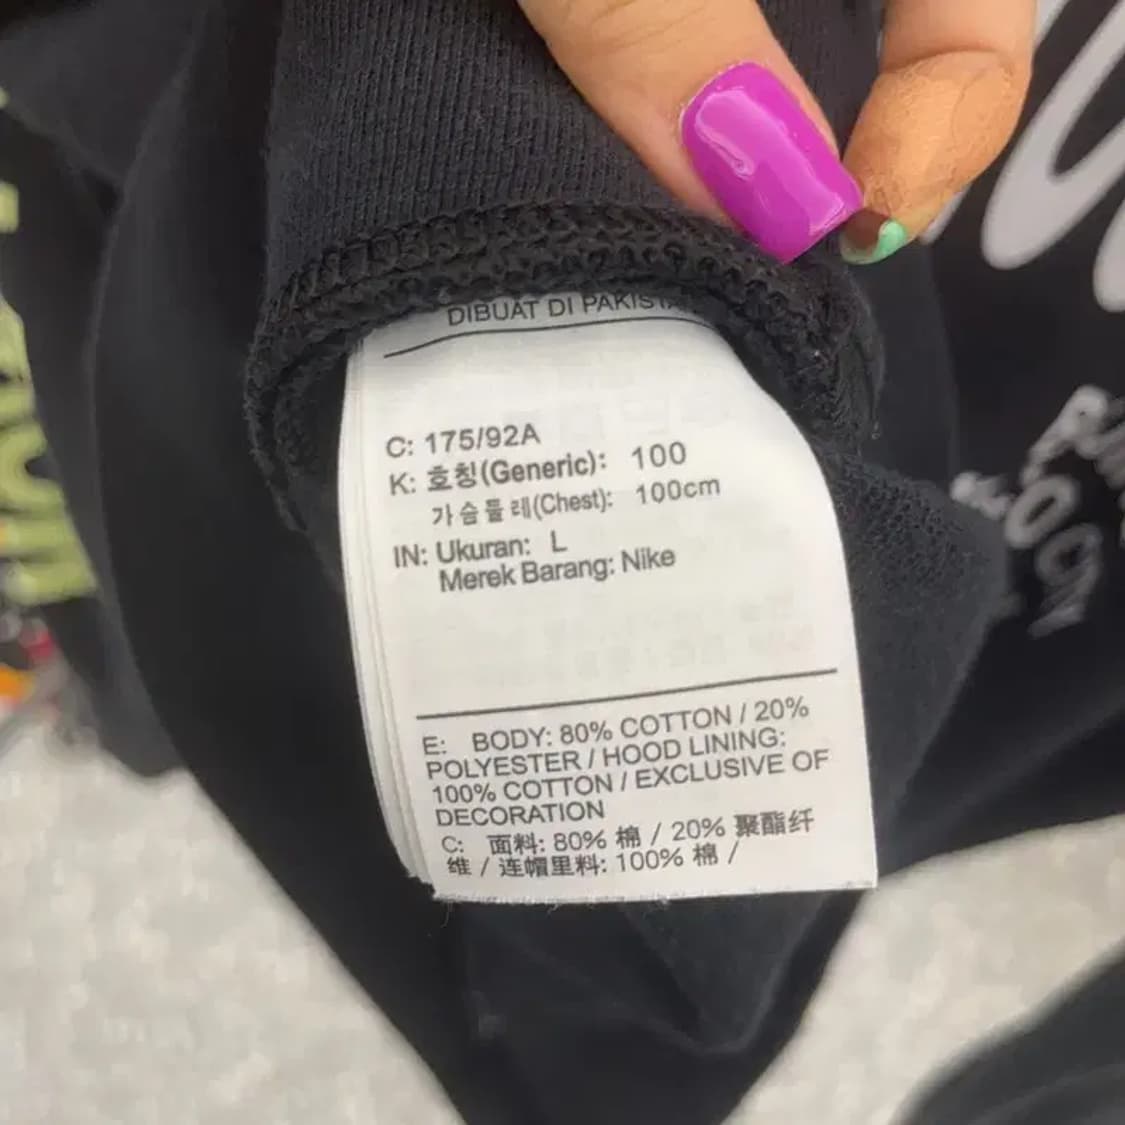 DIBUAT DI PAKISTA
C: 175/92A
K: 호칭(Generic): 100
가슴둘레(Chest): 100cm
IN: Ukuran: L
Merek Barang: Nike
E: BODY: 80% COTTON / 20%
POLYESTER / HOOD LINING:
100% COTTON / EXCLUSIVE OF
DECORATION
C: 面料: 80% 棉 / 20% 聚酯纤
维 / 连帽里料: 100% 棉 /